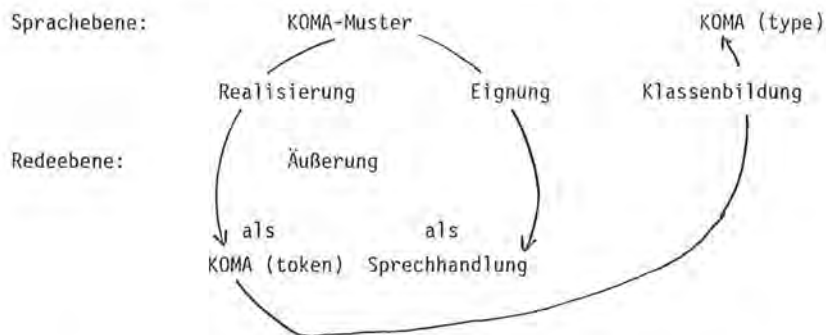 Sprachebene: KOMA-Muster KOMA (type)
Realisierung Eignung Klassenbildung
Redeebene: Äußerung
als als
KOMA (token) Sprechhandlung